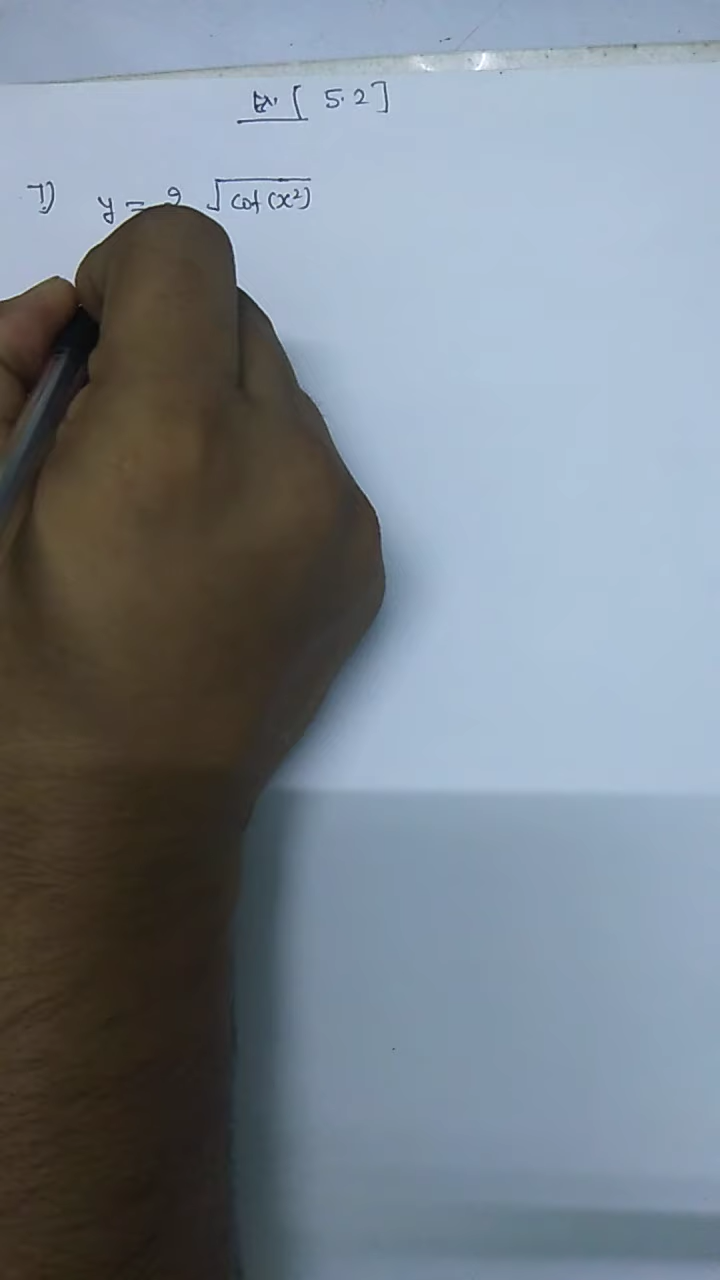 Ex. [ 5.2 ]
7.) y = 2 √cot(x²)